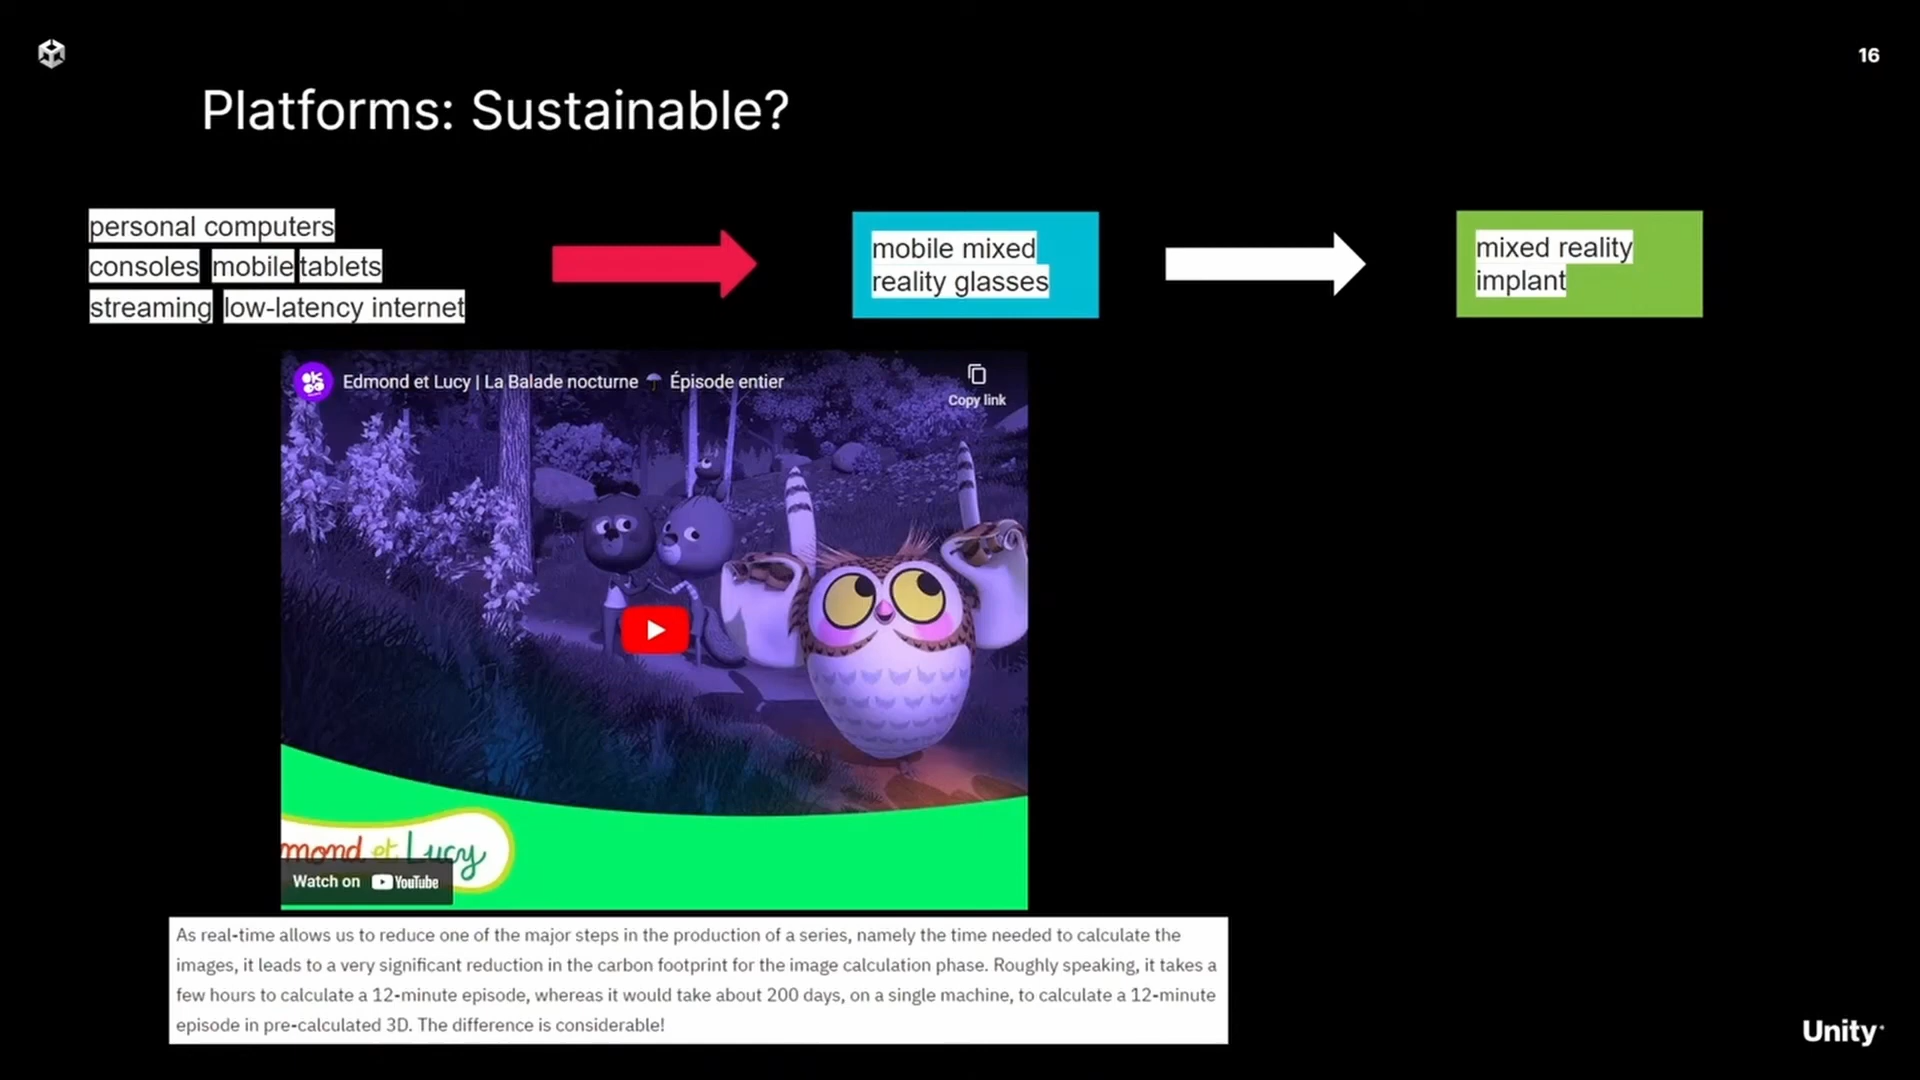 16
Platforms: Sustainable?
personal computers
consoles mobile tablets
streaming low-latency internet
mobile mixed
reality glasses
mixed reality
implant
Edmond et Lucy | La Balade nocturne ☂ Épisode entier
Copy link
mond et Lucy
Watch on YouTube
As real-time allows us to reduce one of the major steps in the production of a series, namely the time needed to calculate the
images, it leads to a very significant reduction in the carbon footprint for the image calculation phase. Roughly speaking, it takes a
few hours to calculate a 12-minute episode, whereas it would take about 200 days, on a single machine, to calculate a 12-minute
episode in pre-calculated 3D. The difference is considerable!
Unity